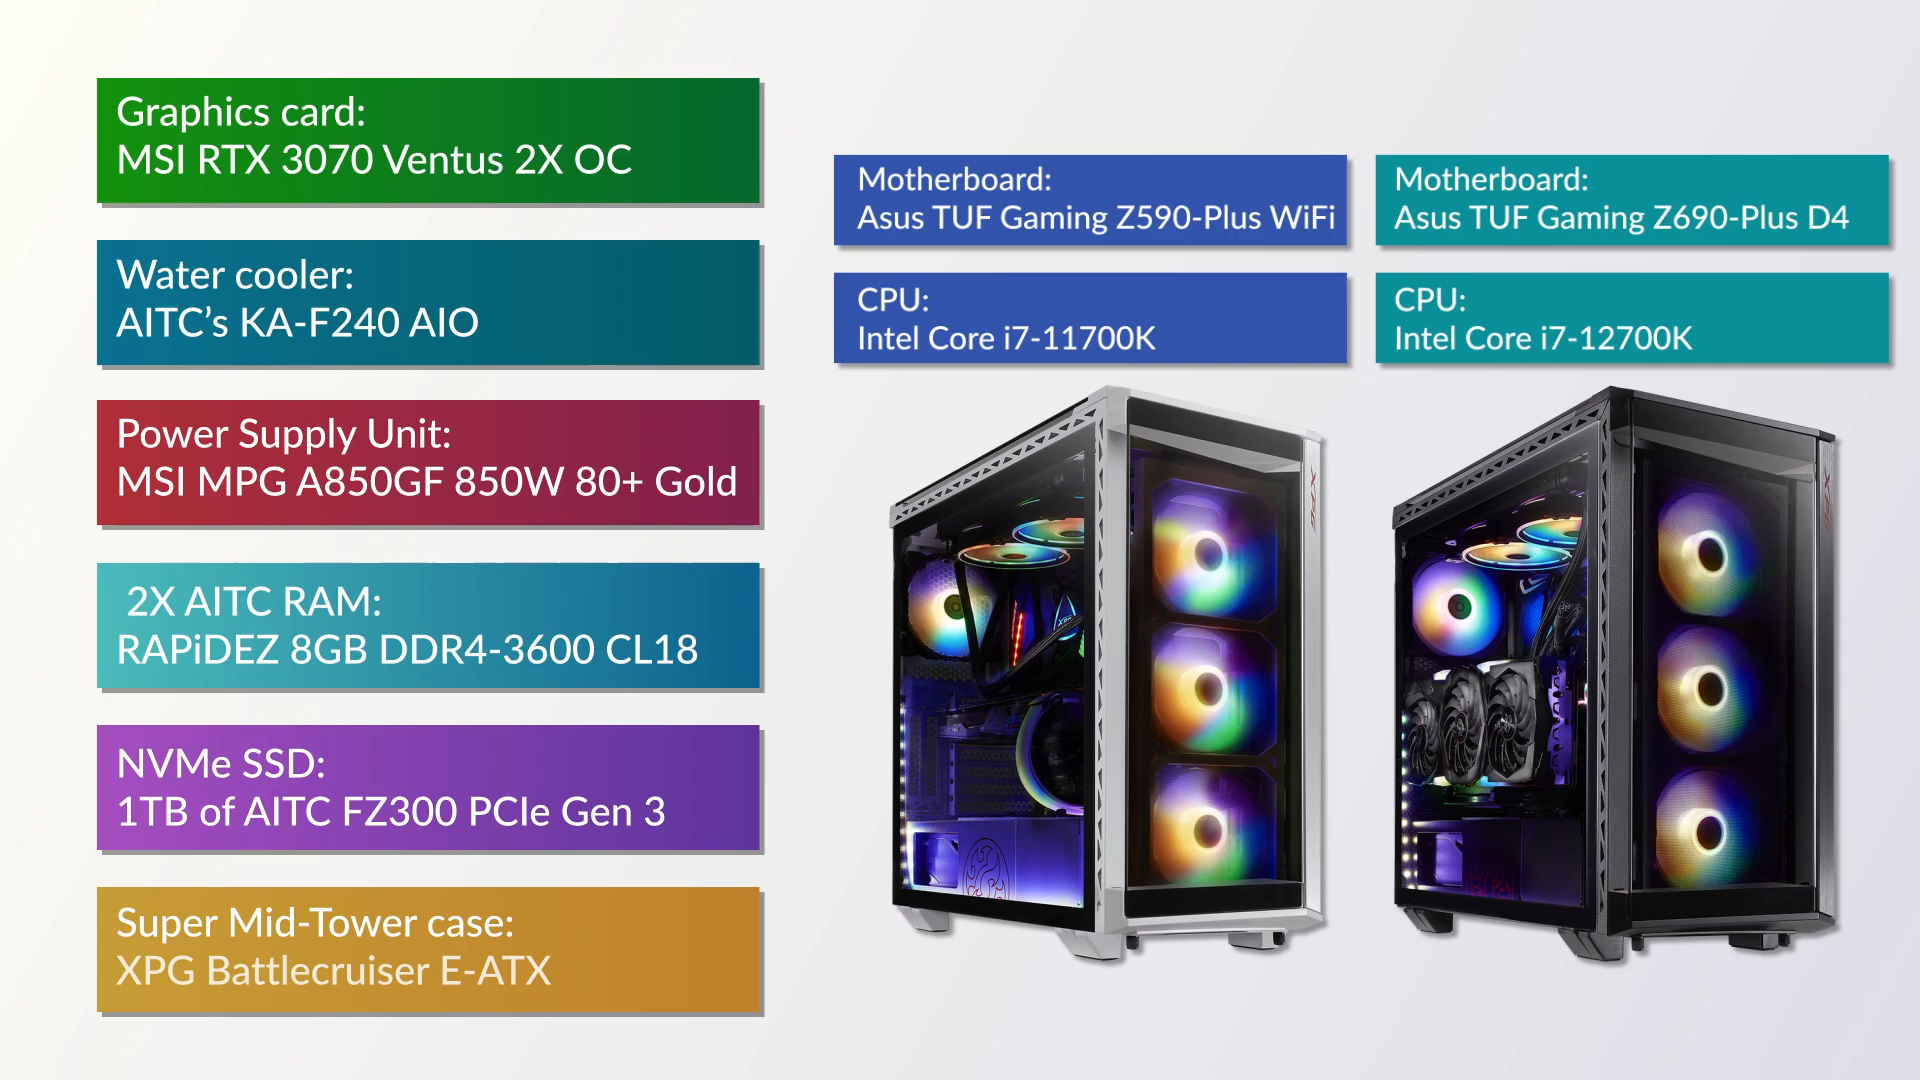 Graphics card:
MSI RTX 3070 Ventus 2X OC
Water cooler:
AITC’s KA-F240 AIO
Power Supply Unit:
MSI MPG A850GF 850W 80+ Gold
2X AITC RAM:
RAPiDEZ 8GB DDR4-3600 CL18
NVMe SSD:
1TB of AITC FZ300 PCIe Gen 3
Super Mid-Tower case:
XPG Battlecruiser E-ATX
Motherboard:
Asus TUF Gaming Z590-Plus WiFi
CPU:
Intel Core i7-11700K
Motherboard:
Asus TUF Gaming Z690-Plus D4
CPU:
Intel Core i7-12700K
XPG
XPG